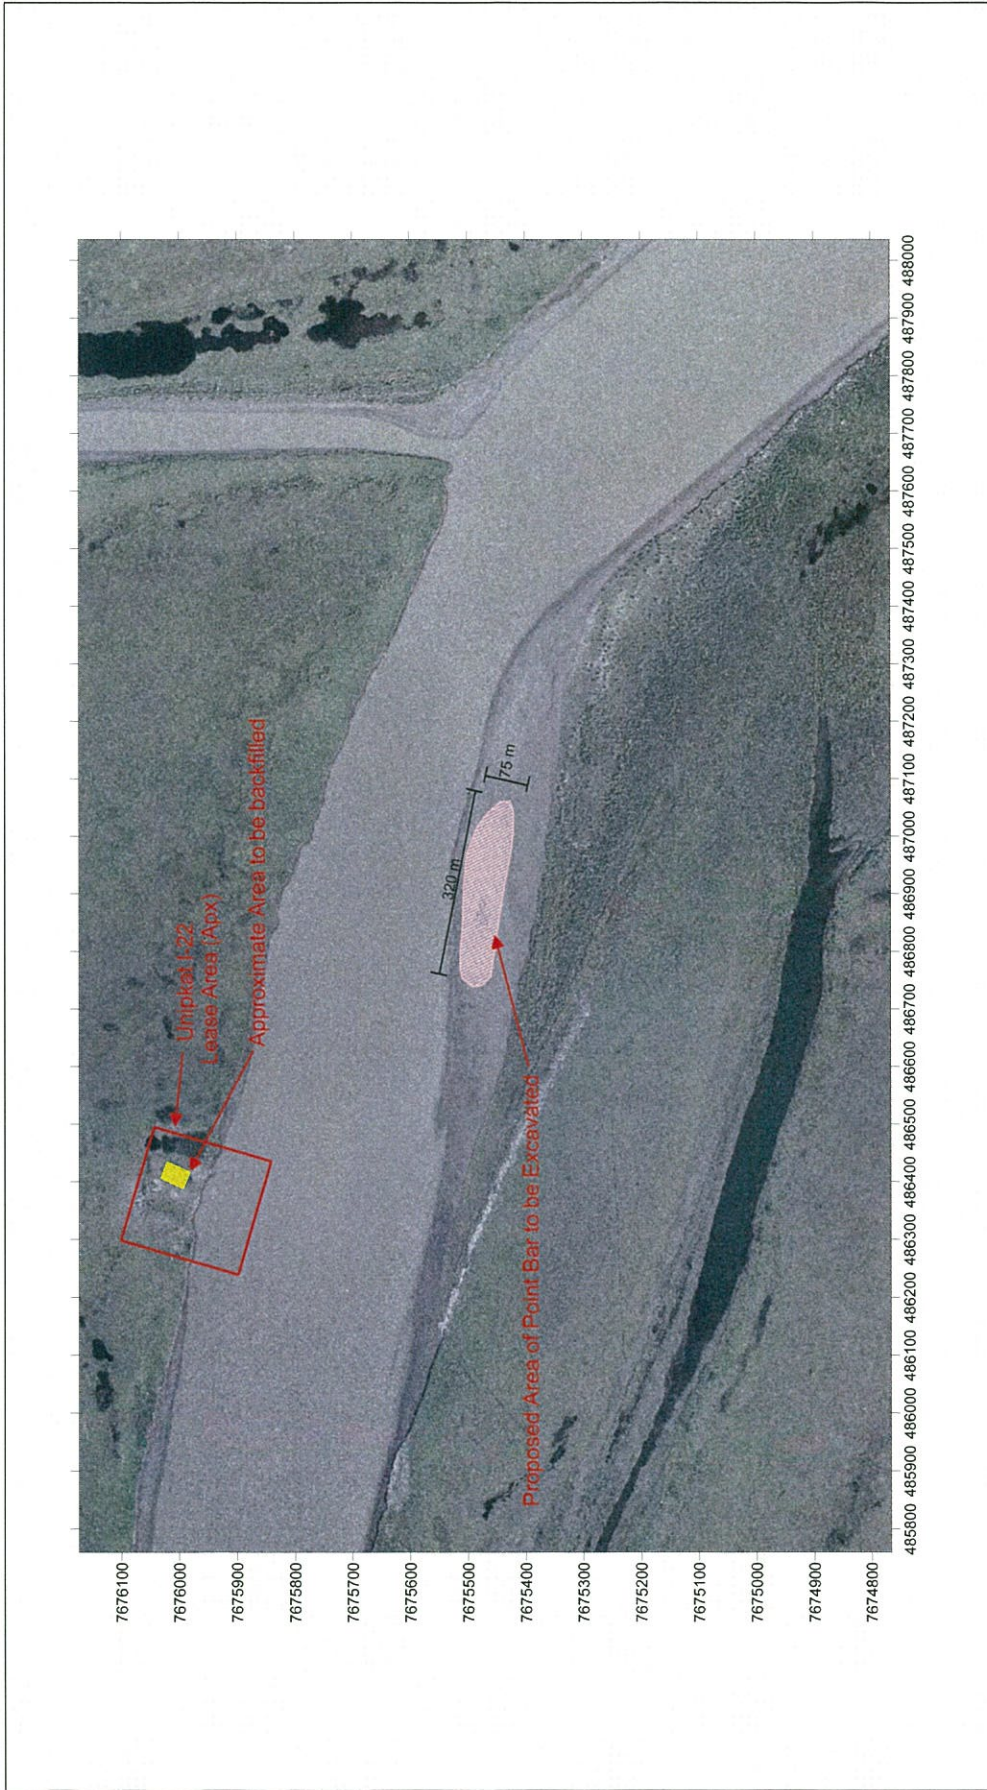 Unipkat I-22
Lease Area (Apx)
Approximate Area to be backfilled
320 m
75 m
Proposed Area of Point Bar to be Excavated
7676100
7676000
7675900
7675800
7675700
7675600
7675500
7675400
7675300
7675200
7675100
7675000
7674900
7674800
485800 485900 486000 486100 486200 486300 486400 486500 486600 486700 486800 486900 487000 487100 487200 487300 487400 487500 487600 487700 487800 487900 488000